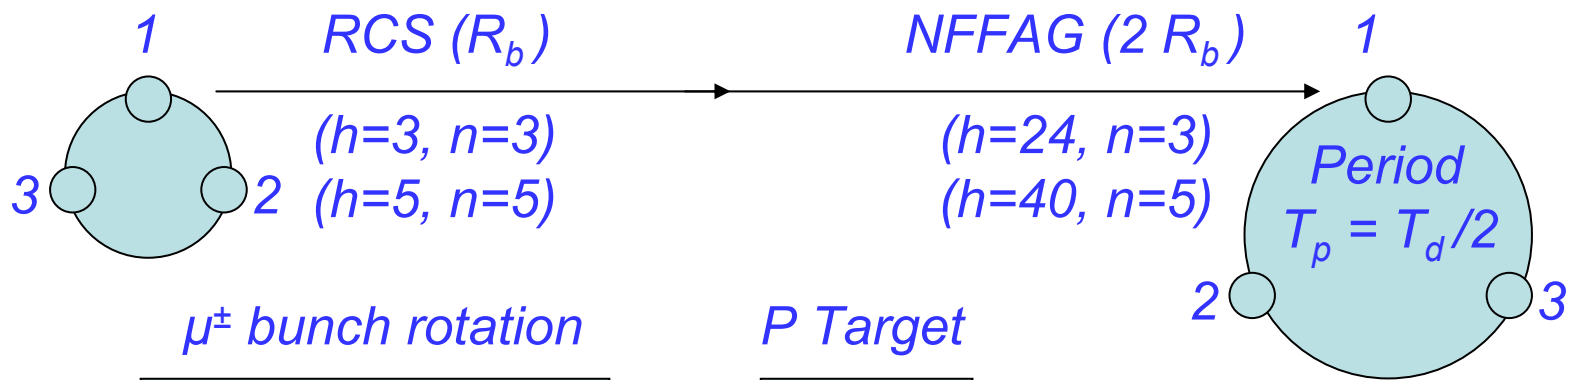 1 RCS (Rb) NFFAG (2 Rb) 1
(h=3, n=3) (h=24, n=3)
Period
3 2 (h=5, n=5) (h=40, n=5)
Tp = Td /2
2 3
μ± bunch rotation P Target